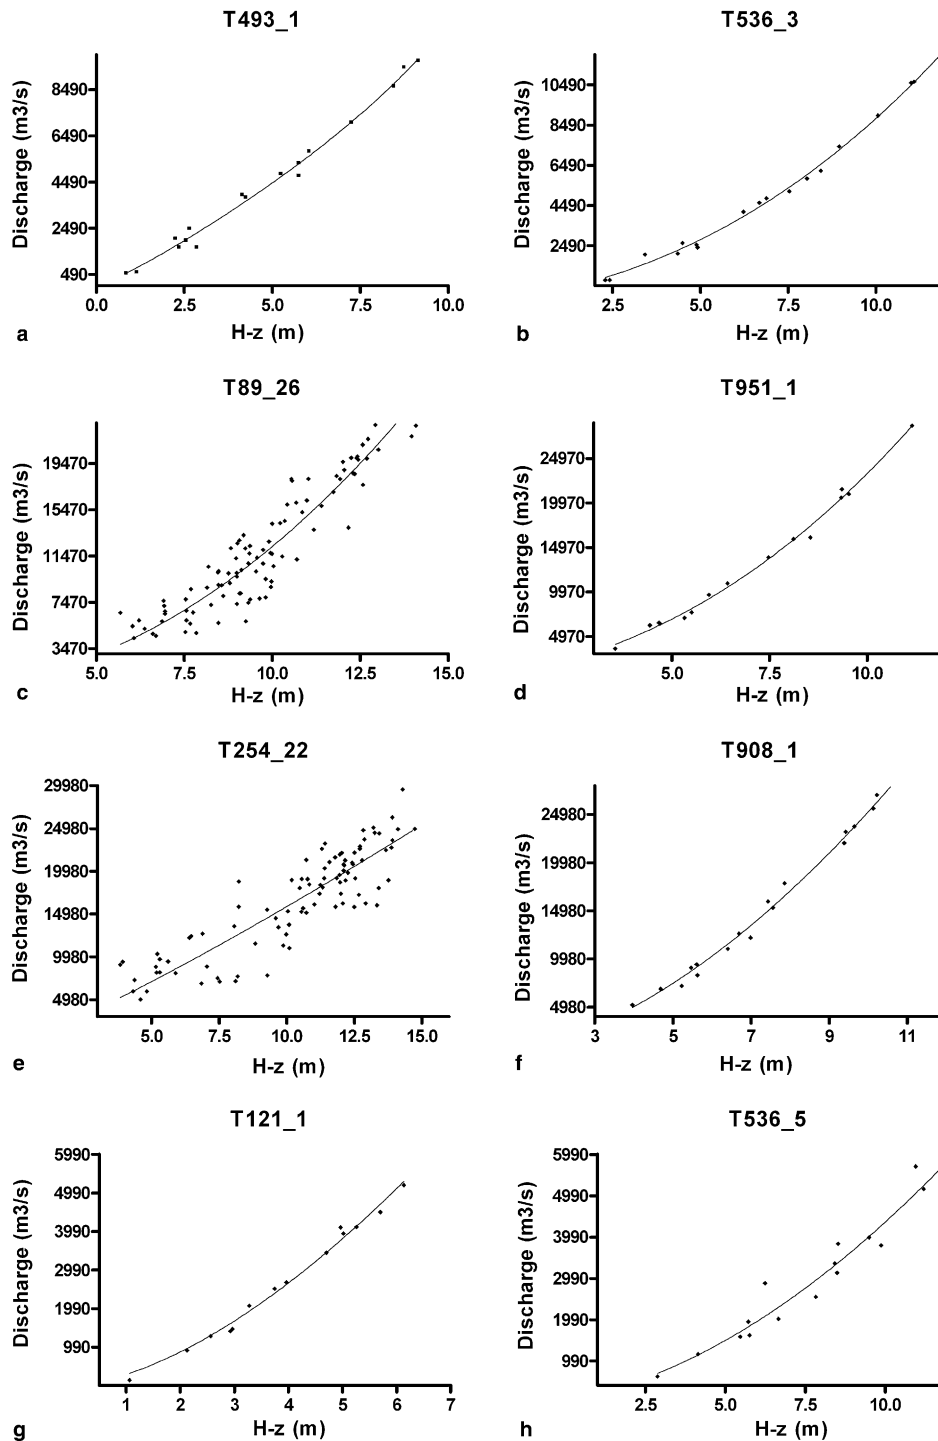 T493_1
T536_3
Discharge (m3/s)
8490
6490
4490
2490
490
0.0 2.5 5.0 7.5 10.0
H-z (m)
a
Discharge (m3/s)
10490
8490
6490
4490
2490
2.5 5.0 7.5 10.0
H-z (m)
b
T89_26
T951_1
Discharge (m3/s)
19470
15470
11470
7470
3470
5.0 7.5 10.0 12.5 15.0
H-z (m)
c
Discharge (m3/s)
24970
19970
14970
9970
4970
5.0 7.5 10.0
H-z (m)
d
T254_22
T908_1
Discharge (m3/s)
29980
24980
19980
14980
9980
4980
5.0 7.5 10.0 12.5 15.0
H-z (m)
e
Discharge (m3/s)
24980
19980
14980
9980
4980
3 5 7 9 11
H-z (m)
f
T121_1
T536_5
Discharge (m3/s)
5990
4990
3990
2990
1990
990
1 2 3 4 5 6 7
H-z (m)
g
Discharge (m3/s)
5990
4990
3990
2990
1990
990
2.5 5.0 7.5 10.0
H-z (m)
h